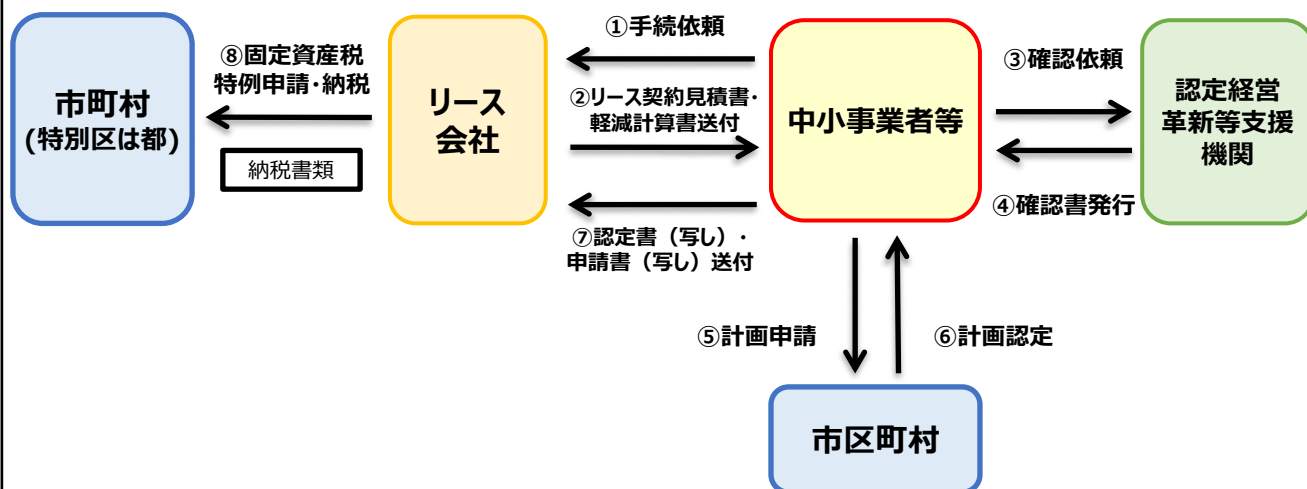 市町村
(特別区は都)
⑧固定資産税
特例申請・納税
納税書類
リース
会社
①手続依頼
②リース契約見積書・
軽減計算書送付
⑦認定書（写し）・
申請書（写し）送付
中小事業者等
③確認依頼
④確認書発行
認定経営
革新等支援
機関
⑤計画申請
⑥計画認定
市区町村